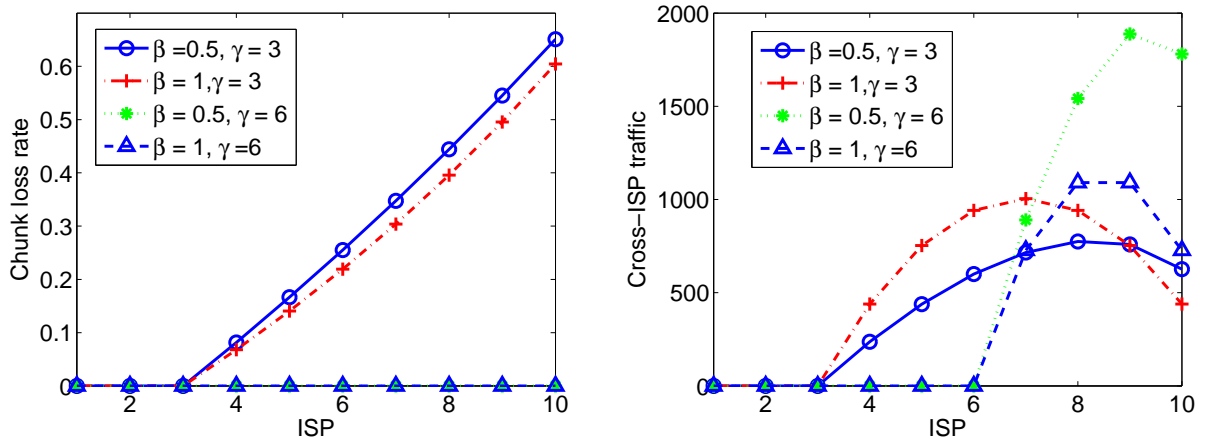 Chunk loss rate
0.6
0.5
0.4
0.3
0.2
0.1
0
2 4 6 8 10
ISP
β =0.5, γ = 3
β = 1,γ = 3
β = 0.5, γ = 6
β = 1, γ =6
Cross−ISP traffic
2000
1500
1000
500
0
2 4 6 8 10
ISP
β =0.5, γ = 3
β = 1,γ = 3
β = 0.5, γ = 6
β = 1, γ =6